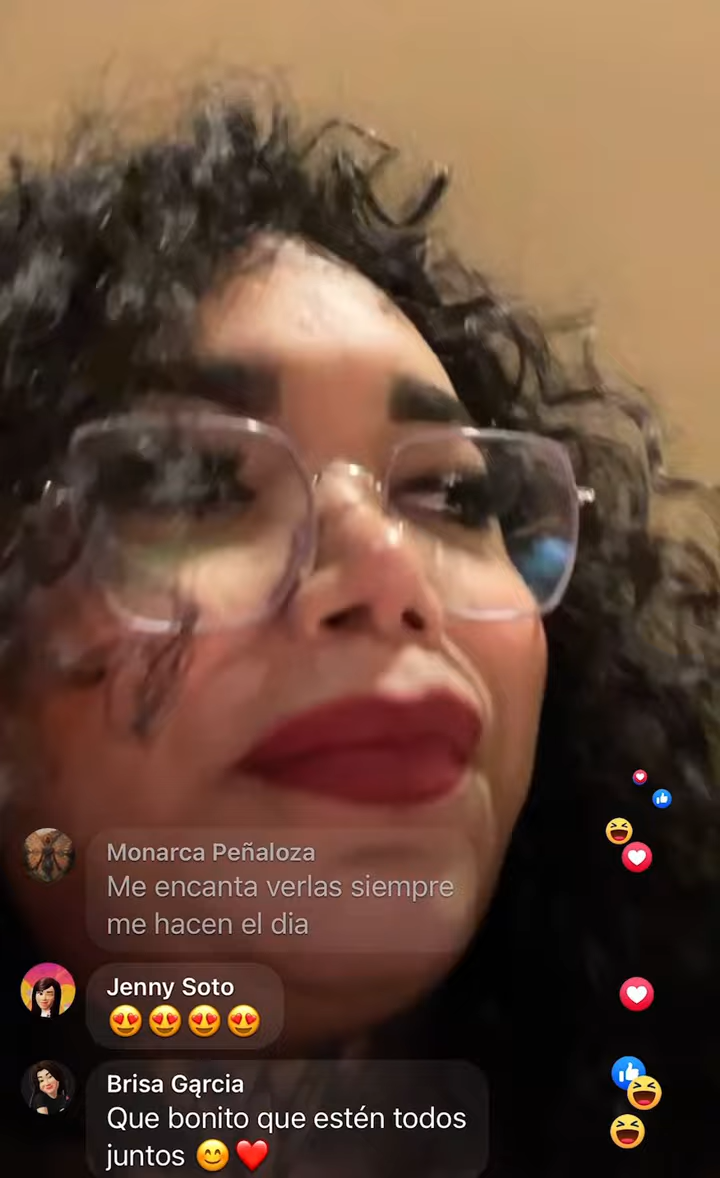 Monarca Peñaloza
Me encanta verlas siempre
me hacen el dia
Jenny Soto
😍😍😍😍
Brisa Gąrcia
Que bonito que estén todos
juntos 😊❤️